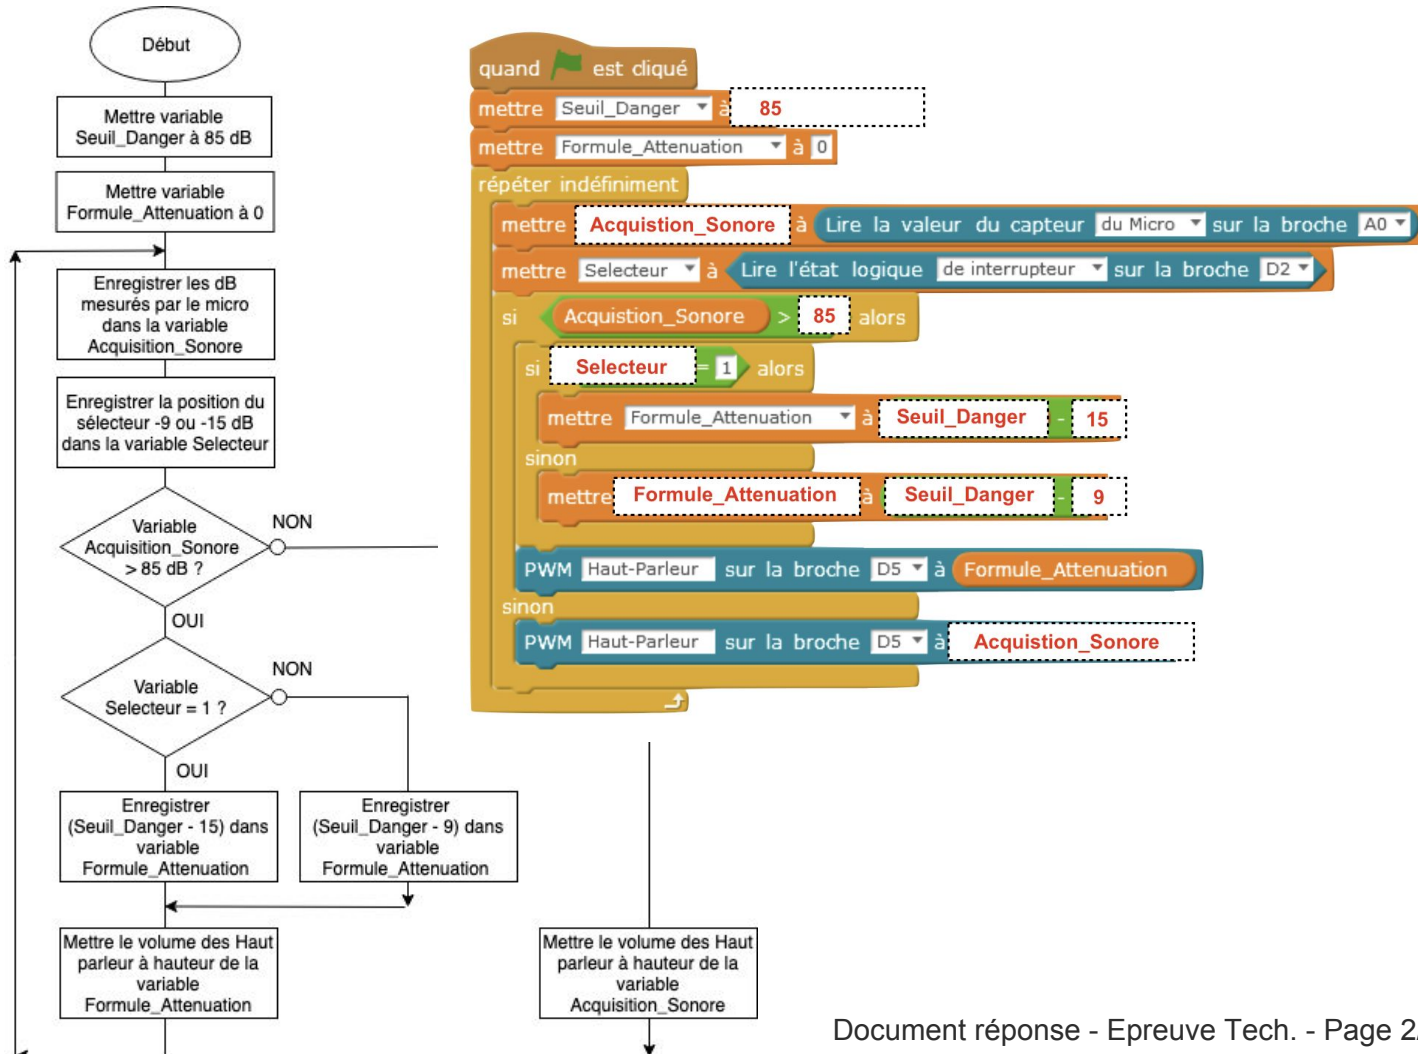 Début
Mettre variable
Seuil_Danger à 85 dB
Mettre variable
Formule_Attenuation à 0
Enregistrer les dB
mesurés par le micro
dans la variable
Acquisition_Sonore
Enregistrer la position du
sélecteur -9 ou -15 dB
dans la variable Selecteur
Variable
Acquisition_Sonore
> 85 dB ?
NON
OUI
Variable
Selecteur = 1 ?
NON
OUI
Enregistrer
(Seuil_Danger - 15) dans
variable
Formule_Attenuation
Enregistrer
(Seuil_Danger - 9) dans
variable
Formule_Attenuation
Mettre le volume des Haut
parleur à hauteur de la
variable
Formule_Attenuation
Mettre le volume des Haut
parleur à hauteur de la
variable
Acquisition_Sonore
quand est cliqué
mettre Seuil_Danger à 85
mettre Formule_Attenuation à 0
répéter indéfiniment
mettre Acquistion_Sonore à Lire la valeur du capteur du Micro sur la broche A0
mettre Selecteur à Lire l'état logique de interrupteur sur la broche D2
si Acquistion_Sonore > 85 alors
si Selecteur = 1 alors
mettre Formule_Attenuation à Seuil_Danger - 15
sinon
mettre Formule_Attenuation à Seuil_Danger - 9
PWM Haut-Parleur sur la broche D5 à Formule_Attenuation
sinon
PWM Haut-Parleur sur la broche D5 à Acquistion_Sonore
Document réponse - Epreuve Tech. - Page 2/